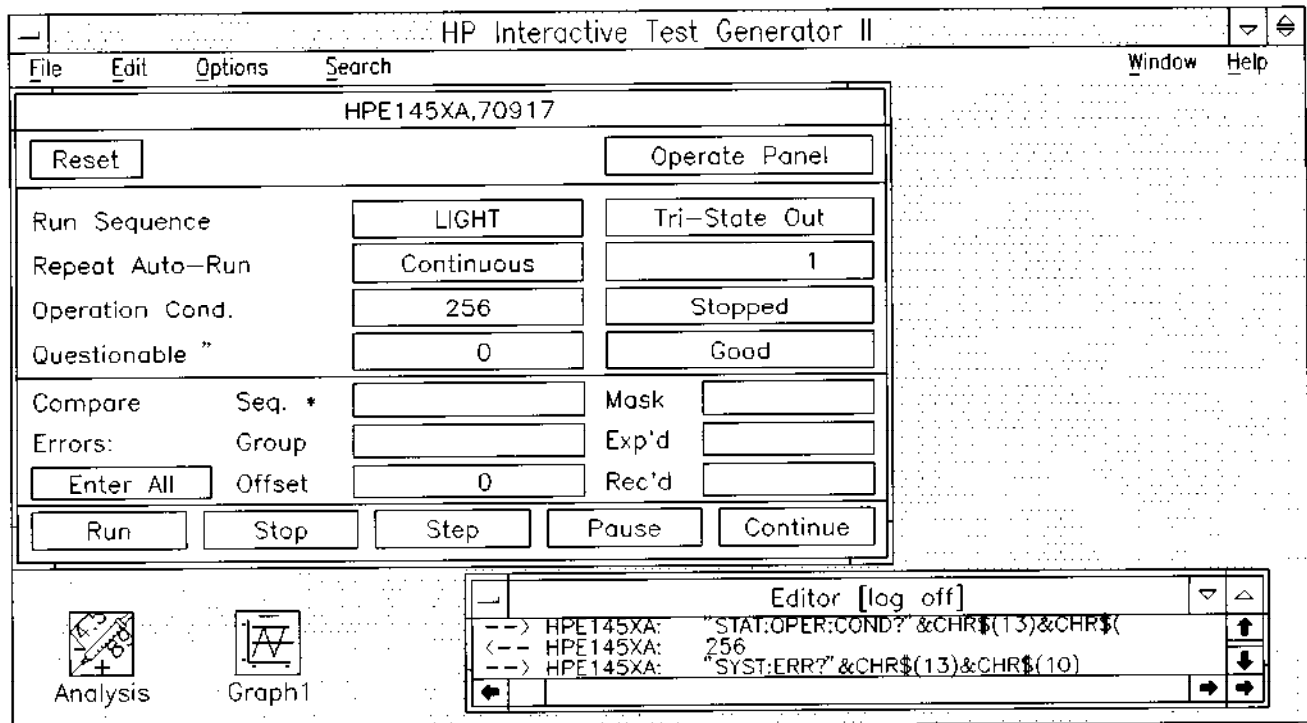 HP Interactive Test Generator II
File Edit Options Search Window Help
HPE145XA,70917
Reset Operate Panel
Run Sequence LIGHT Tri-State Out
Repeat Auto-Run Continuous 1
Operation Cond. 256 Stopped
Questionable " 0 Good
Compare Seq. * Mask
Errors: Group Exp'd
Enter All Offset 0 Rec'd
Run Stop Step Pause Continue
Editor [log off]
--> HPE145XA: "STAT:OPER:COND?"&CHR$(13)&CHR$(
<-- HPE145XA: 256
--> HPE145XA: "SYST:ERR?"&CHR$(13)&CHR$(10)
Analysis Graph1